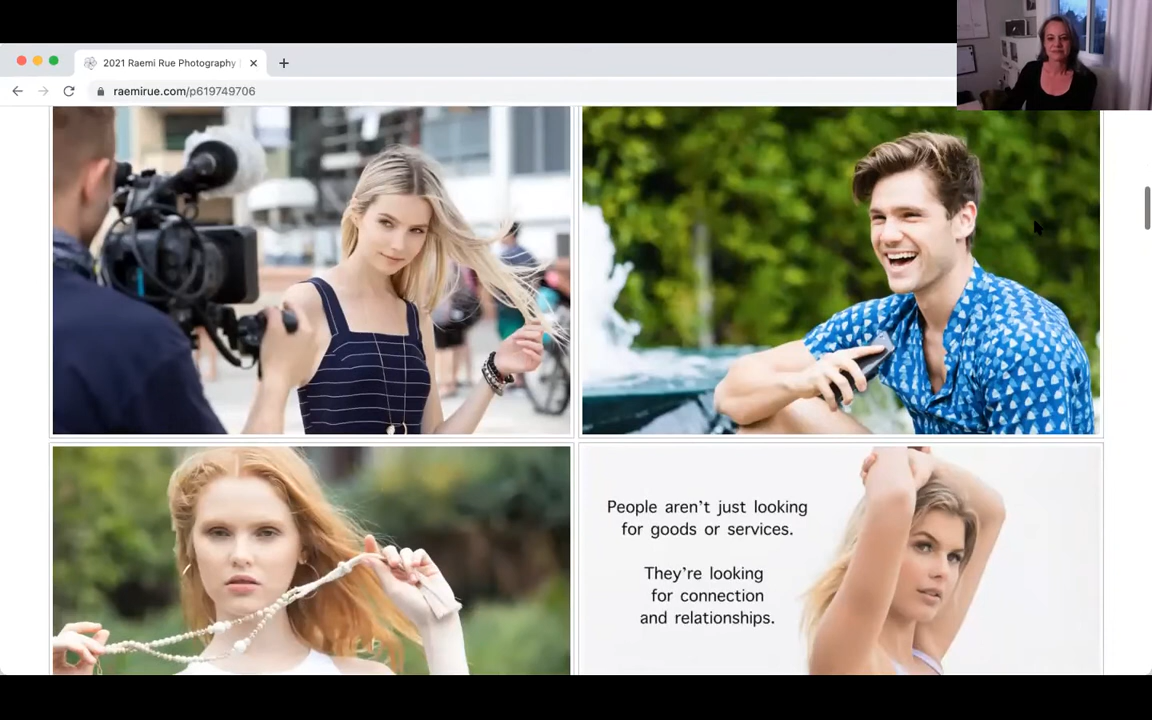 2021 Raemi Rue Photography
raemirue.com/p619749706
People aren't just looking
for goods or services.
They're looking
for connection
and relationships.